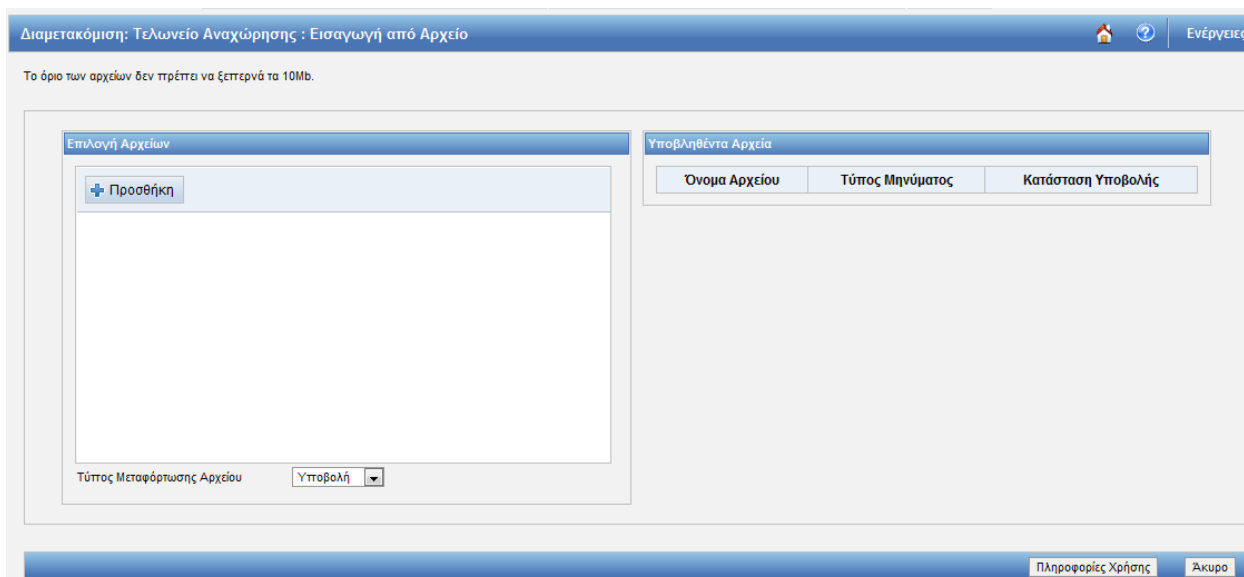 Διαμετακόμιση: Τελωνείο Αναχώρησης : Εισαγωγή από Αρχείο
Ενέργειες
Το όριο των αρχείων δεν πρέπει να ξεπερνά τα 10Mb.
Επιλογή Αρχείων
Προσθήκη
Τύπος Μεταφόρτωσης Αρχείου Υποβολή
Υποβληθέντα Αρχεία
Όνομα Αρχείου Τύπος Μηνύματος Κατάσταση Υποβολής
Πληροφορίες Χρήσης Άκυρο